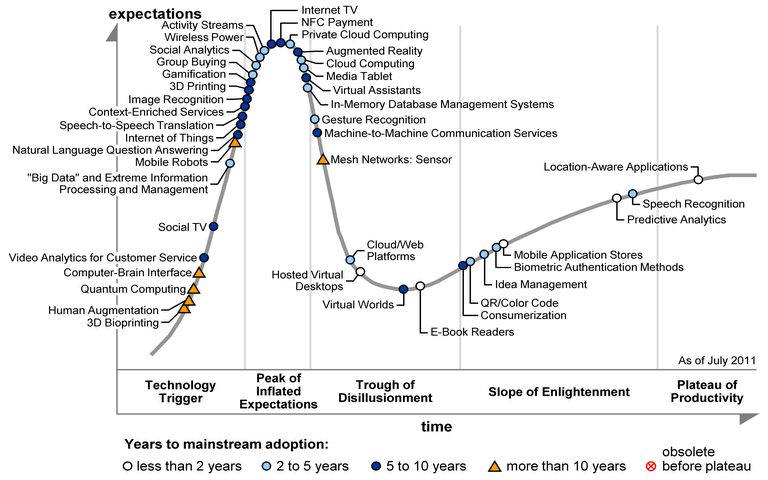 expectations
Activity Streams
Wireless Power
Social Analytics
Group Buying
Gamification
3D Printing
Image Recognition
Context-Enriched Services
Speech-to-Speech Translation
Internet of Things
Natural Language Question Answering
Mobile Robots
"Big Data" and Extreme Information
Processing and Management
Social TV
Video Analytics for Customer Service
Computer-Brain Interface
Quantum Computing
Human Augmentation
3D Bioprinting
Internet TV
NFC Payment
Private Cloud Computing
Augmented Reality
Cloud Computing
Media Tablet
Virtual Assistants
In-Memory Database Management Systems
Gesture Recognition
Machine-to-Machine Communication Services
Mesh Networks: Sensor
Cloud/Web
Platforms
Hosted Virtual
Desktops
Virtual Worlds
E-Book Readers
Location-Aware Applications
Speech Recognition
Predictive Analytics
Mobile Application Stores
Biometric Authentication Methods
Idea Management
QR/Color Code
Consumerization
As of July 2011
Technology
Trigger
Peak of
Inflated
Expectations
Trough of
Disillusionment
Slope of Enlightenment
Plateau of
Productivity
time
Years to mainstream adoption:
less than 2 years
2 to 5 years
5 to 10 years
more than 10 years
obsolete
before plateau